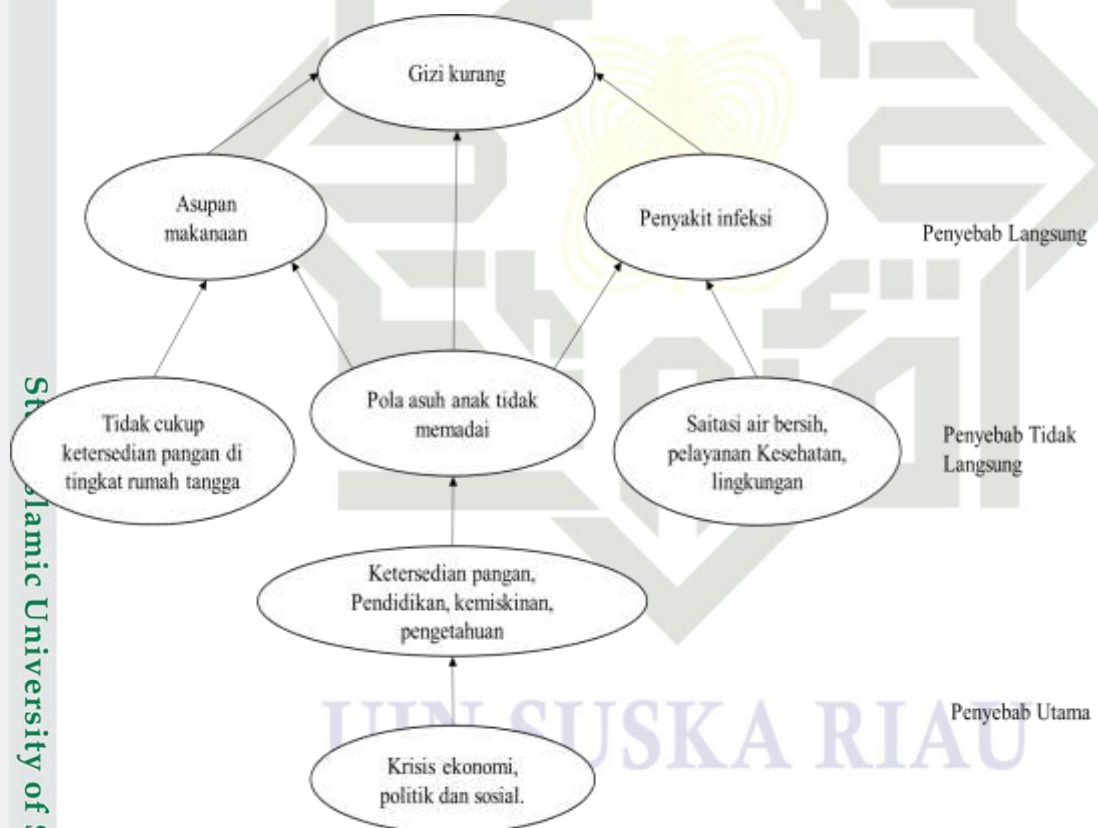 Gizi kurang
Asupan
makanaan
Penyakit infeksi
Penyebab Langsung
Tidak cukup
ketersedian pangan di
tingkat rumah tangga
Pola asuh anak tidak
memadai
Saitasi air bersih,
pelayanan Kesehatan,
lingkungan
Penyebab Tidak
Langsung
Ketersedian pangan,
Pendidikan, kemiskinan,
pengetahuan
Penyebab Utama
Krisis ekonomi,
politik dan sosial.
UIN SUSKA RIAU
Islamic University of